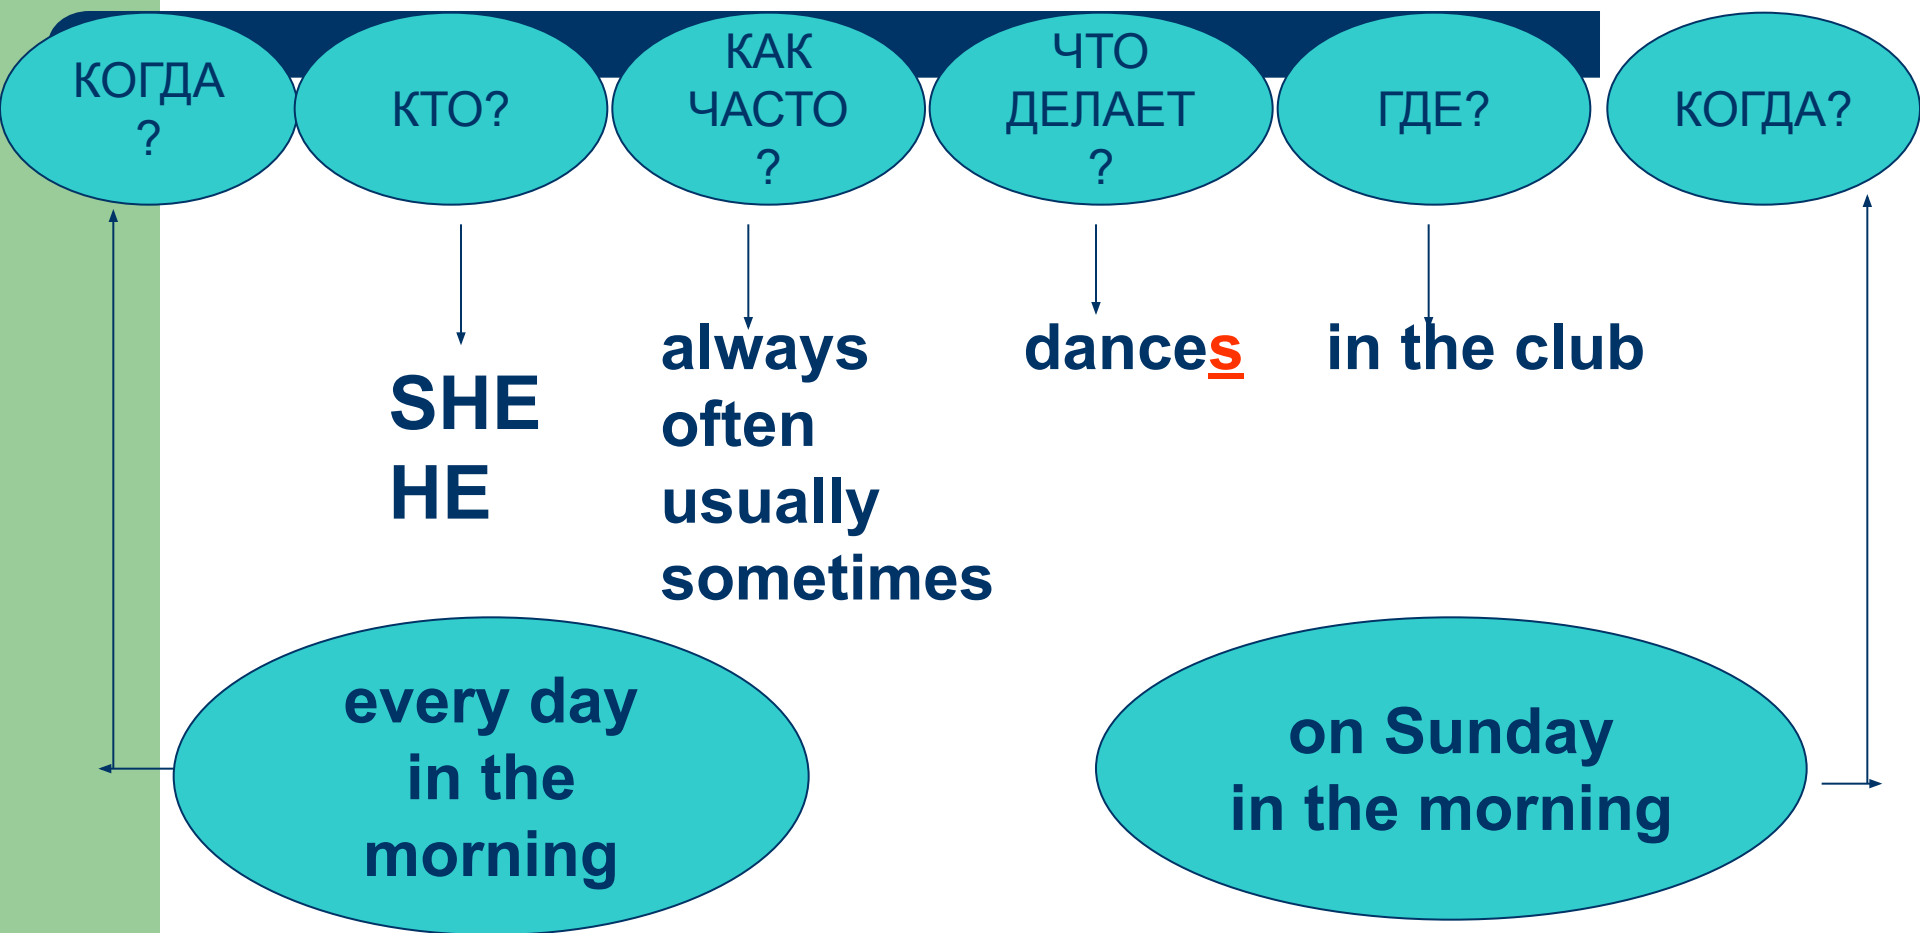 КОГДА
?
КТО?
КАК
ЧАСТО
?
ЧТО
ДЕЛАЕТ
?
ГДЕ?
КОГДА?
SHE
HE
always
often
usually
sometimes
dances
in the club
every day
in the
morning
on Sunday
in the morning